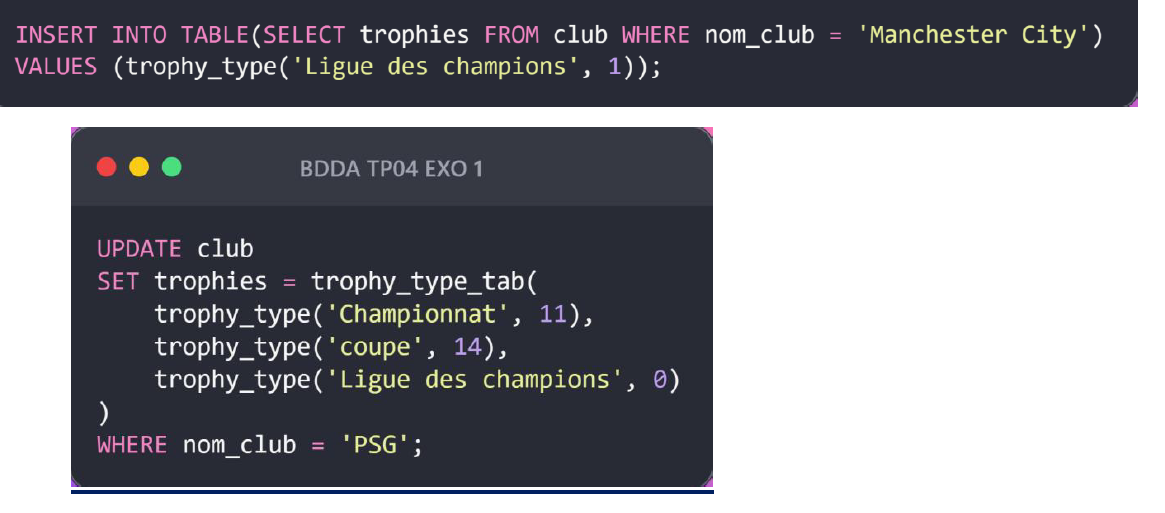 INSERT INTO TABLE(SELECT trophies FROM club WHERE nom_club = 'Manchester City')
VALUES (trophy_type('Ligue des champions', 1));
BDDA TP04 EXO 1
UPDATE club
SET trophies = trophy_type_tab(
    trophy_type('Championnat', 11),
    trophy_type('coupe', 14),
    trophy_type('Ligue des champions', 0)
)
WHERE nom_club = 'PSG';